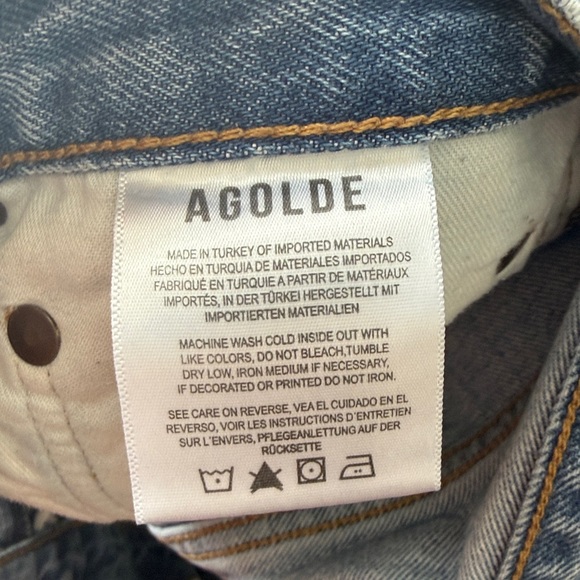 AGOLDE
MADE IN TURKEY OF IMPORTED MATERIALS
HECHO EN TURQUIA DE MATERIALES IMPORTADOS
FABRIQUÉ EN TURQUIE A PARTIR DE MATÉRIAUX
IMPORTÉS, IN DER TÜRKEI HERGESTELLT MIT
IMPORTIERTEN MATERIALIEN
MACHINE WASH COLD INSIDE OUT WITH
LIKE COLORS, DO NOT BLEACH,TUMBLE
DRY LOW, IRON MEDIUM IF NECESSARY,
IF DECORATED OR PRINTED DO NOT IRON.
SEE CARE ON REVERSE, VEA EL CUIDADO EN EL
REVERSO, VOIR LES INSTRUCTIONS D'ENTRETIEN
SUR L'ENVERS, PFLEGEANLETTUNG AUF DER
RÜCKSETTE